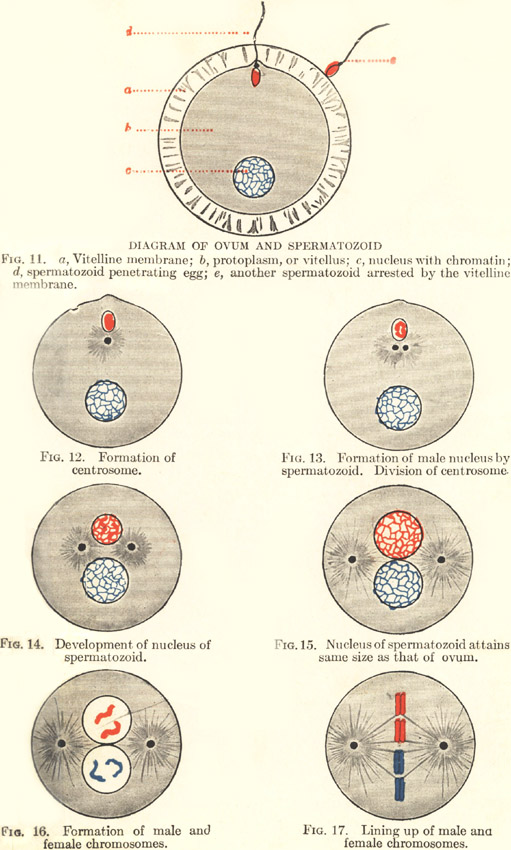 d
e
a
b
c
DIAGRAM OF OVUM AND SPERMATOZOID
FIG. 11. a, Vitelline membrane; b, protoplasm, or vitellus; c, nucleus with chromatin;
d, spermatozoid penetrating egg; e, another spermatozoid arrested by the vitelline
membrane.
FIG. 12. Formation of
centrosome.
FIG. 13. Formation of male nucleus by
spermatozoid. Division of centrosome.
FIG. 14. Development of nucleus of
spermatozoid.
FIG. 15. Nucleus of spermatozoid attains
same size as that of ovum.
FIG. 16. Formation of male and
female chromosomes.
FIG. 17. Lining up of male and
female chromosomes.